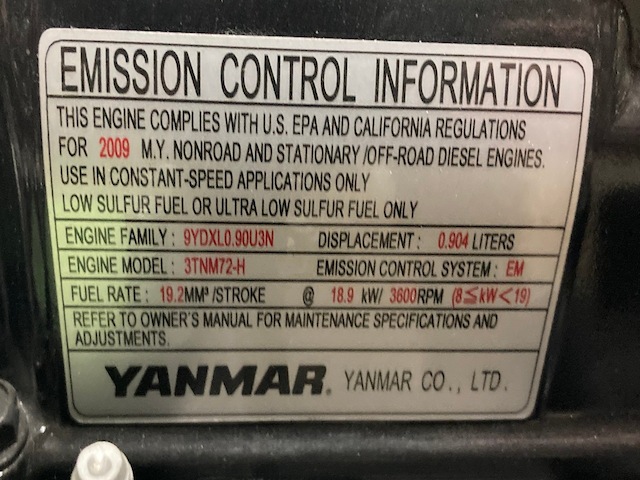 EMISSION CONTROL INFORMATION
THIS ENGINE COMPLIES WITH U.S. EPA AND CALIFORNIA REGULATIONS
FOR 2009 M.Y. NONROAD AND STATIONARY /OFF-ROAD DIESEL ENGINES.
USE IN CONSTANT-SPEED APPLICATIONS ONLY
LOW SULFUR FUEL OR ULTRA LOW SULFUR FUEL ONLY
ENGINE FAMILY : 9YDXL0.90U3N DISPLACEMENT : 0.904 LITERS
ENGINE MODEL : 3TNM72-H EMISSION CONTROL SYSTEM : EM
FUEL RATE : 19.2MM³ /STROKE @ 18.9 kW/ 3600RPM (8≦kW<19)
REFER TO OWNER'S MANUAL FOR MAINTENANCE SPECIFICATIONS AND
ADJUSTMENTS.
YANMAR. YANMAR CO., LTD.